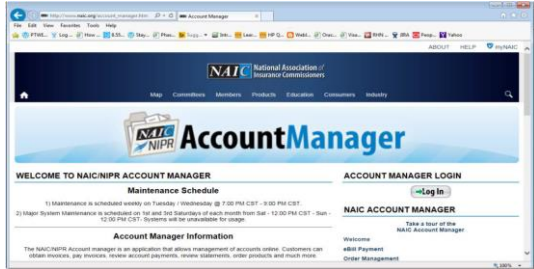 http://www.naic.org/account_manager.htm
Account Manager
File Edit View Favorites Tools Help
ABOUT HELP myNAIC
NAIC National Association of
Insurance Commissioners
Map Committees Members Products Education Consumers Industry
NAIC
NIPR
AccountManager
WELCOME TO NAIC/NIPR ACCOUNT MANAGER
Maintenance Schedule
1) Maintenance is scheduled weekly on Tuesday / Wednesday @ 7:00 PM CST - 9:00 PM CST.
2) Major System Maintenance is scheduled on 1st and 3rd Saturdays of each month from Sat - 12:00 PM CST - Sun -
12:00 PM CST- Systems will be unavailable for usage.
Account Manager Information
The NAIC/NIPR Account manager is an application that allows management of accounts online. Customers can
obtain invoices, pay invoices, review account payments, review statements, order products and much more.
ACCOUNT MANAGER LOGIN
Log In
NAIC ACCOUNT MANAGER
Take a tour of the
NAIC Account Manager
Welcome
eBill Payment
Order Management
100%